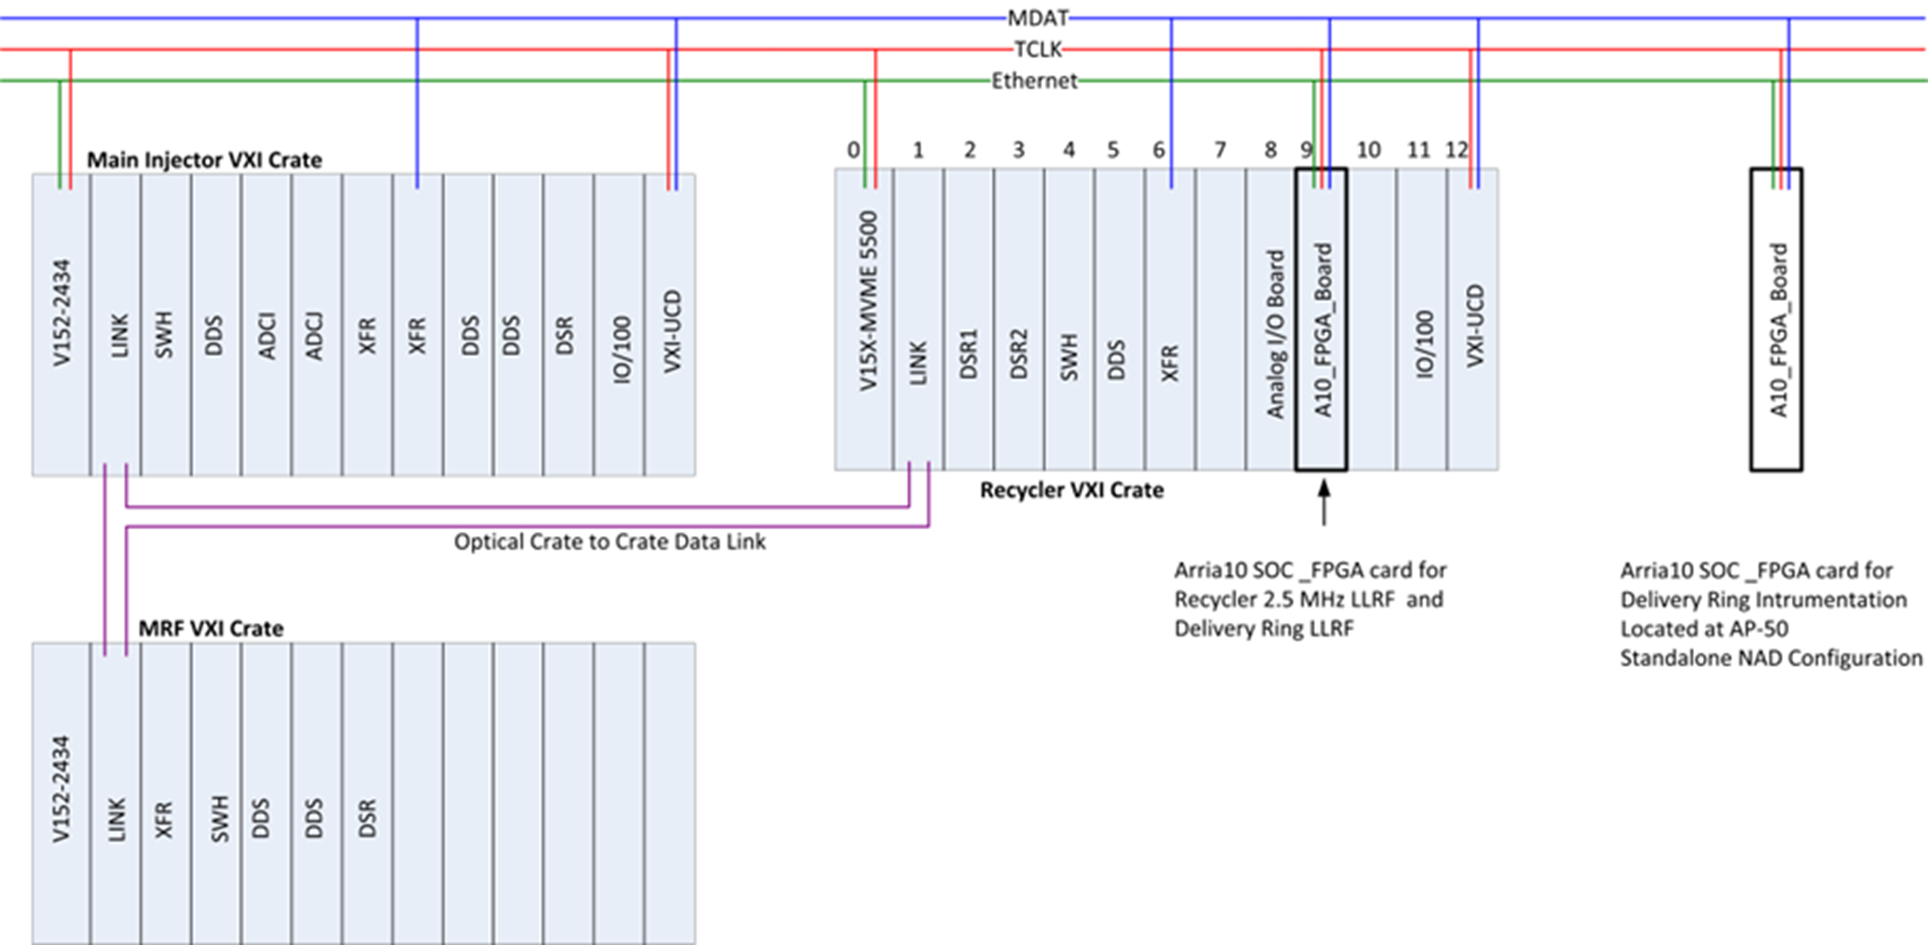 MDAT
TCLK
Ethernet
Main Injector VXI Crate
V152-2434
LINK
SWH
DDS
ADCI
ADCJ
XFR
XFR
DDS
DDS
DSR
IO/100
VXI-UCD
0 1 2 3 4 5 6 7 8 9 10 11 12
V15X-MVME 5500
LINK
DSR1
DSR2
SWH
DDS
XFR
Analog I/O Board
A10_FPGA_Board
IO/100
VXI-UCD
A10_FPGA_Board
Recycler VXI Crate
Optical Crate to Crate Data Link
Arria10 SOC _FPGA card for
Recycler 2.5 MHz LLRF and
Delivery Ring LLRF
Arria10 SOC _FPGA card for
Delivery Ring Intrumentation
Located at AP-50
Standalone NAD Configuration
MRF VXI Crate
V152-2434
LINK
XFR
SWH
DDS
DDS
DSR